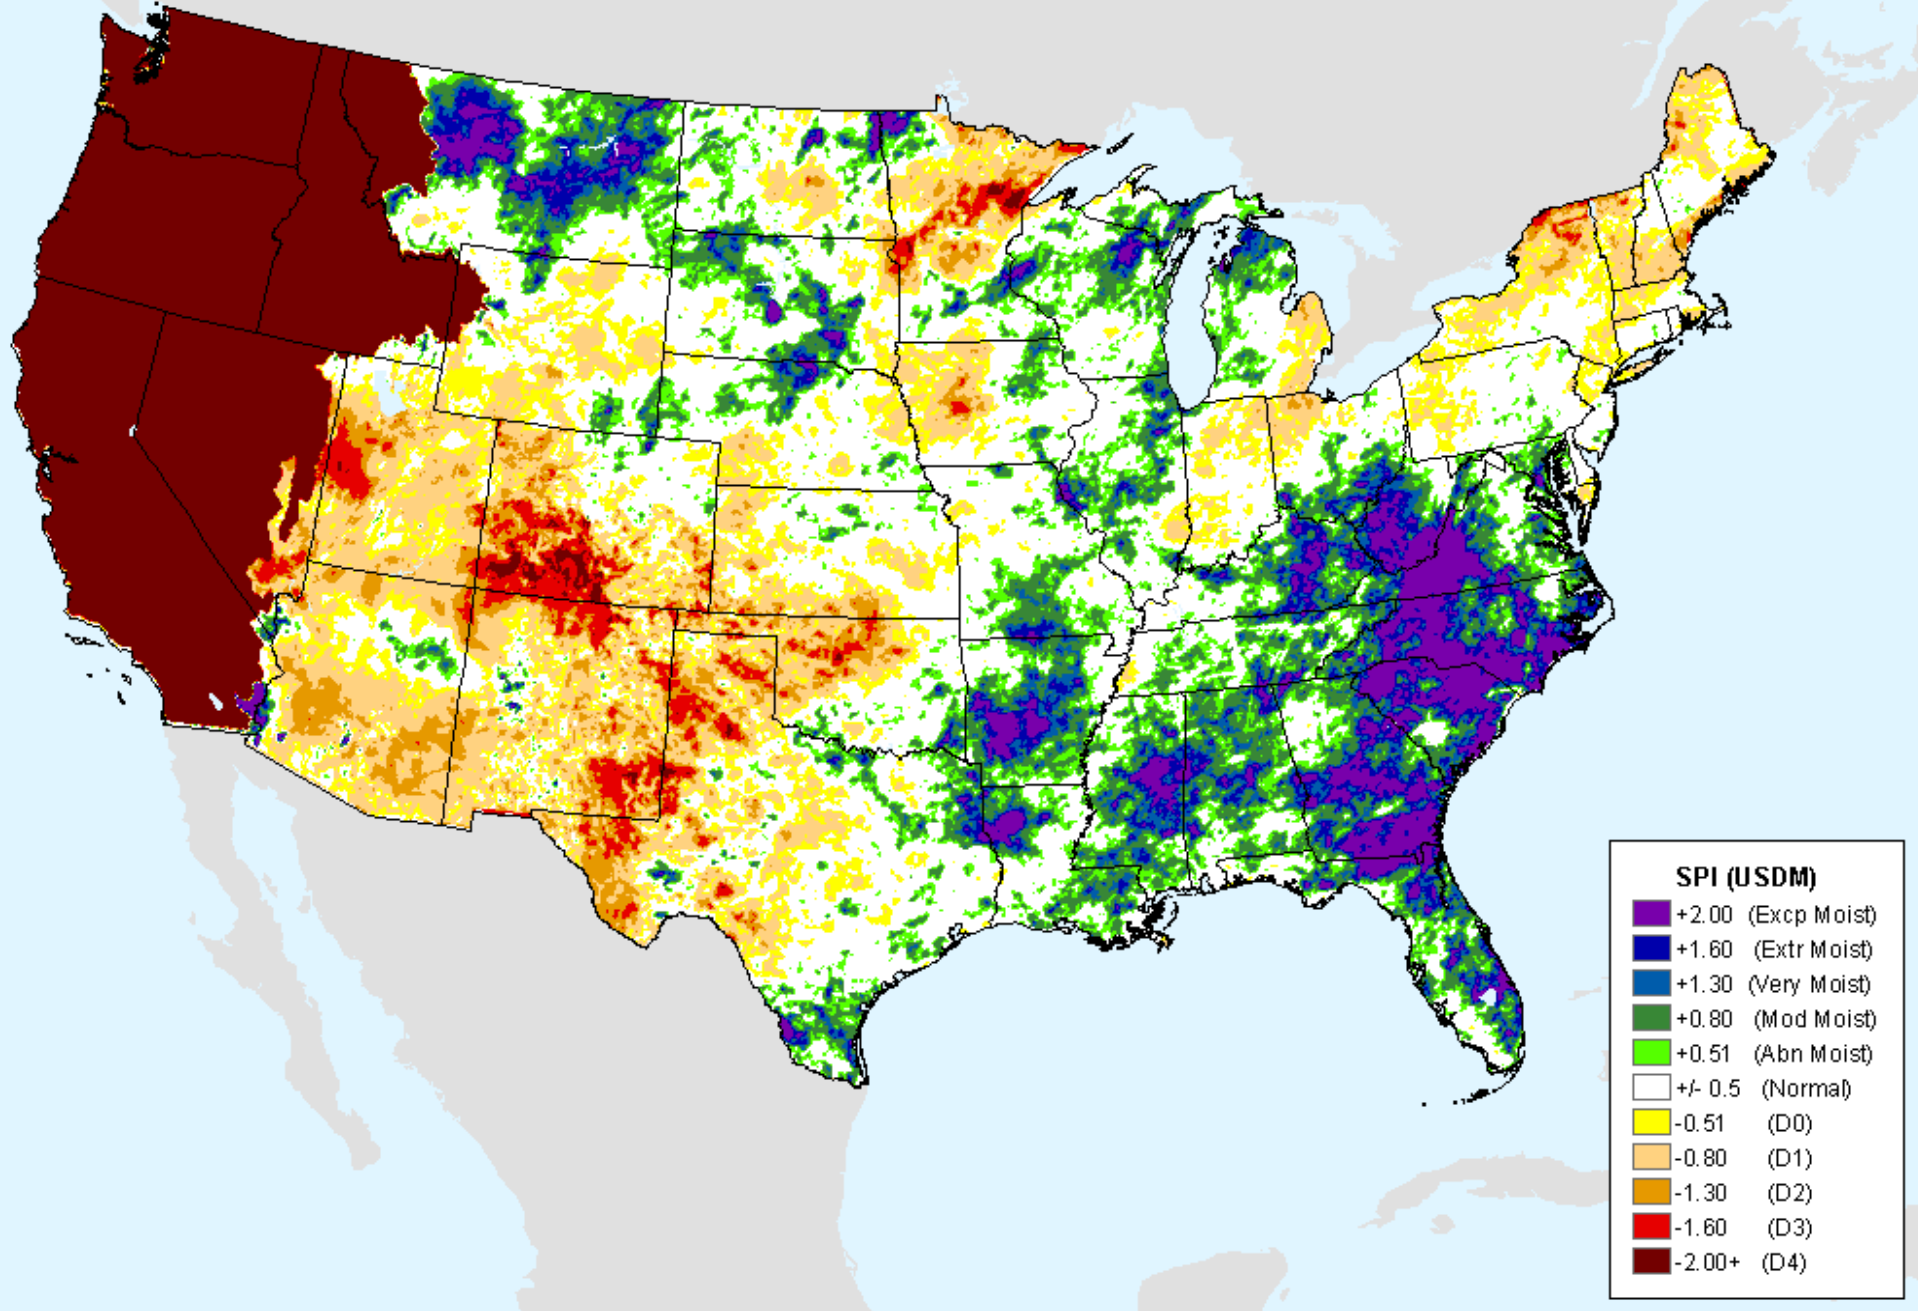 SPI (USDM)
+2.00 (Excp Moist)
+1.60 (Extr Moist)
+1.30 (Very Moist)
+0.80 (Mod Moist)
+0.51 (Abn Moist)
+/- 0.5 (Normal)
-0.51 (D0)
-0.80 (D1)
-1.30 (D2)
-1.60 (D3)
-2.00+ (D4)